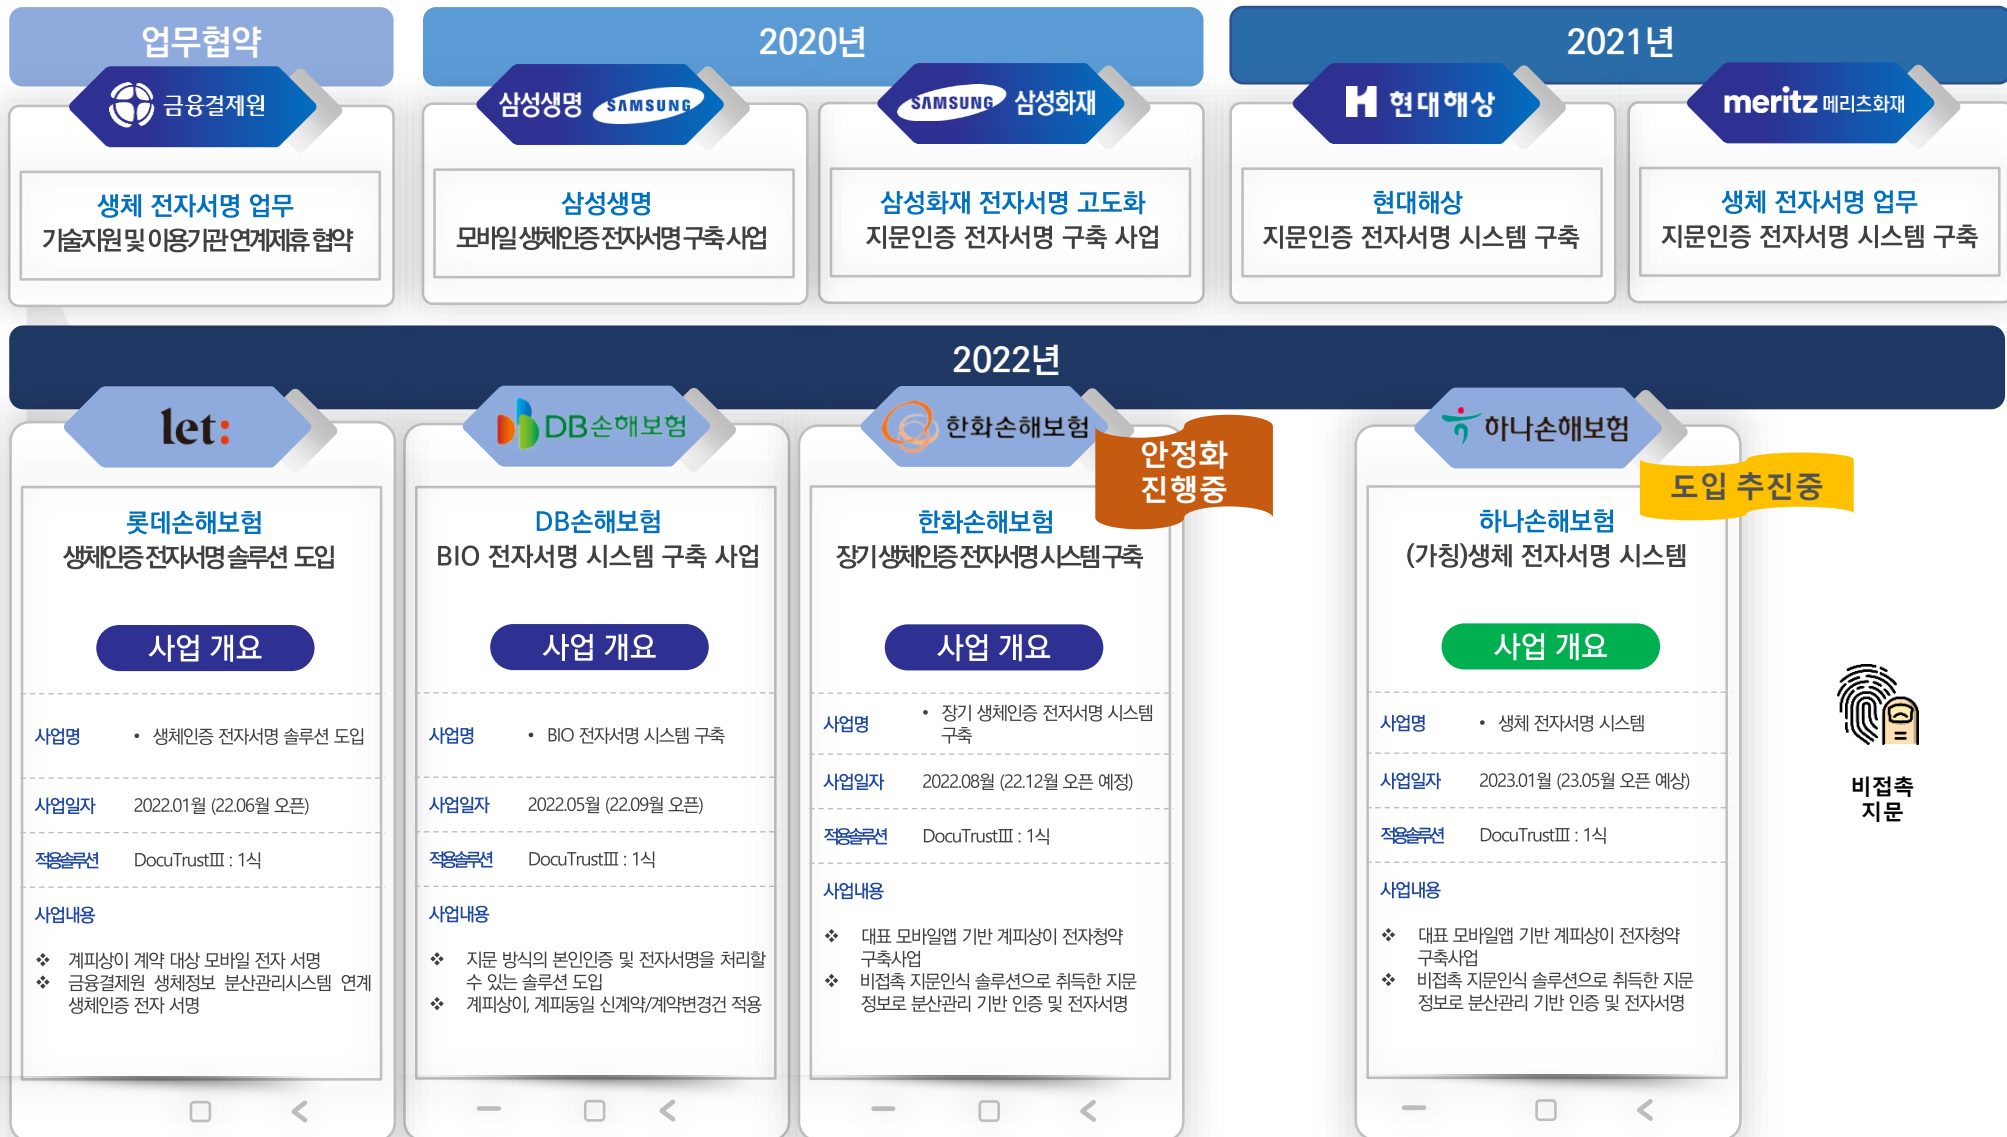 업무협약
금융결제원
생체 전자서명 업무
기술지원 및 이용기관 연계제휴 협약
2020년
삼성생명 SAMSUNG
삼성생명
모바일 생체인증 전자서명 구축 사업
SAMSUNG 삼성화재
삼성화재 전자서명 고도화
지문인증 전자서명 구축 사업
2021년
현대해상
현대해상
지문인증 전자서명 시스템 구축
meritz 메리츠화재
생체 전자서명 업무
지문인증 전자서명 시스템 구축
2022년
let:
롯데손해보험
생체인증 전자서명 솔루션 도입
사업 개요
사업명 • 생체인증 전자서명 솔루션 도입
사업일자 2022.01월 (22.06월 오픈)
적용솔루션 DocuTrustⅢ : 1식
사업내용
❖ 계피상이 계약 대상 모바일 전자 서명
❖ 금융결제원 생체정보 분산관리시스템 연계
생체인증 전자 서명
DB손해보험
DB손해보험
BIO 전자서명 시스템 구축 사업
사업 개요
사업명 • BIO 전자서명 시스템 구축
사업일자 2022.05월 (22.09월 오픈)
적용솔루션 DocuTrustⅢ : 1식
사업내용
❖ 지문 방식의 본인인증 및 전자서명을 처리할
수 있는 솔루션 도입
❖ 계피상이, 계피동일 신계약/계약변경건 적용
한화손해보험
안정화
진행중
한화손해보험
장기 생체인증 전자서명 시스템 구축
사업 개요
사업명 • 장기 생체인증 전저서명 시스템
구축
사업일자 2022.08월 (22.12월 오픈 예정)
적용솔루션 DocuTrustⅢ : 1식
사업내용
❖ 대표 모바일앱 기반 계피상이 전자청약
구축사업
❖ 비접촉 지문인식 솔루션으로 취득한 지문
정보로 분산관리 기반 인증 및 전자서명
하나손해보험
도입 추진중
하나손해보험
(가칭)생체 전자서명 시스템
사업 개요
사업명 • 생체 전자서명 시스템
사업일자 2023.01월 (23.05월 오픈 예상)
적용솔루션 DocuTrustⅢ : 1식
사업내용
❖ 대표 모바일앱 기반 계피상이 전자청약
구축사업
❖ 비접촉 지문인식 솔루션으로 취득한 지문
정보로 분산관리 기반 인증 및 전자서명
비접촉
지문